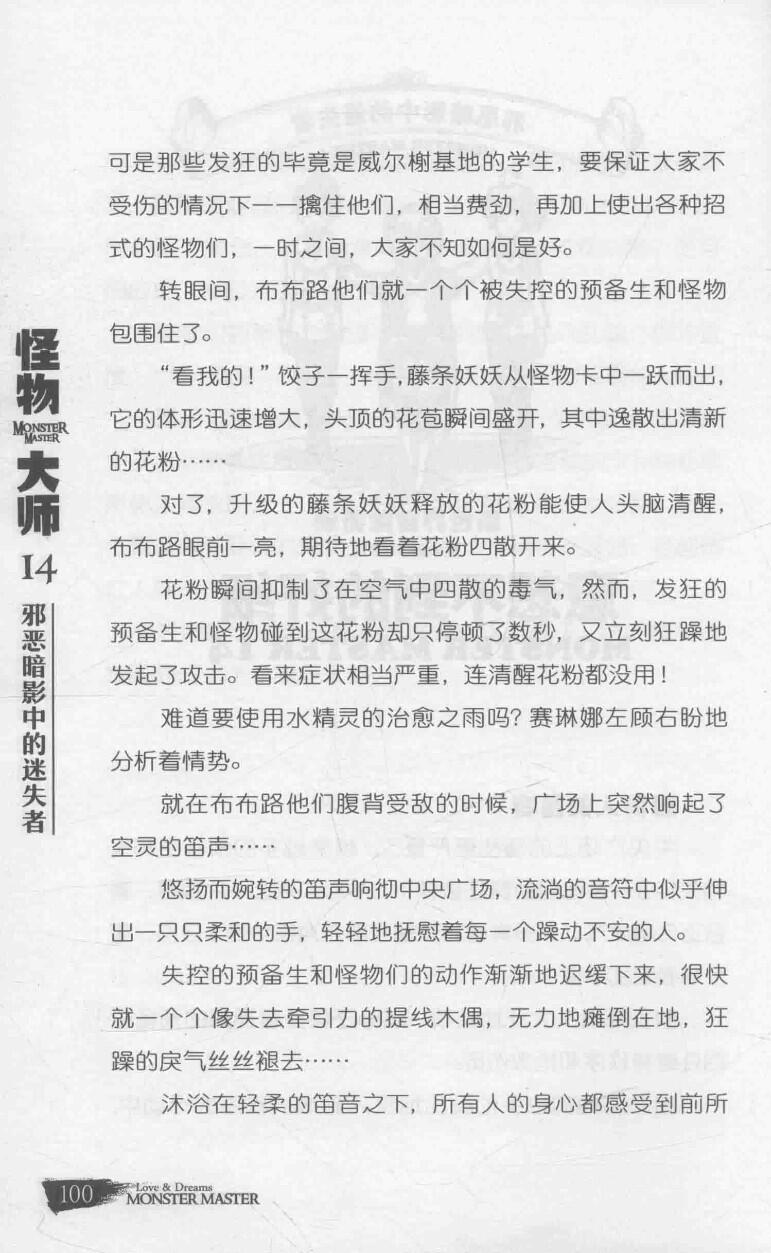 可是那些发狂的毕竟是威尔榭基地的学生，要保证大家不
受伤的情况下一一擒住他们，相当费劲，再加上使出各种招
式的怪物们，一时之间，大家不知如何是好。
转眼间，布布路他们就一个个被失控的预备生和怪物
包围住了。
“看我的！”饺子一挥手，藤条妖妖从怪物卡中一跃而出，
它的体形迅速增大，头顶的花苞瞬间盛开，其中逸散出清新
的花粉……
对了，升级的藤条妖妖释放的花粉能使人头脑清醒，
布布路眼前一亮，期待地看着花粉四散开来。
花粉瞬间抑制了在空气中四散的毒气，然而，发狂的
预备生和怪物碰到这花粉却只停顿了数秒，又立刻狂躁地
发起了攻击。看来症状相当严重，连清醒花粉都没用！
难道要使用水精灵的治愈之雨吗？赛琳娜左顾右盼地
分析着情势。
就在布布路他们腹背受敌的时候，广场上突然响起了
空灵的笛声……
悠扬而婉转的笛声响彻中央广场，流淌的音符中似乎伸
出一只只柔和的手，轻轻地抚慰着每一个躁动不安的人。
失控的预备生和怪物们的动作渐渐地迟缓下来，很快
就一个个像失去牵引力的提线木偶，无力地瘫倒在地，狂
躁的戾气丝丝褪去……
沐浴在轻柔的笛音之下，所有人的身心都感受到前所
怪物
MONSTER
MASTER
大师
14
邪恶暗影中的迷失者
100
Love & Dreams
MONSTER MASTER